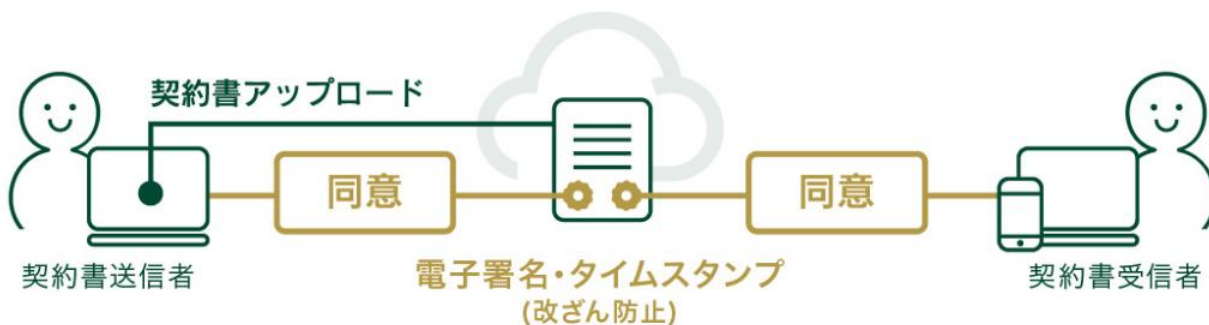 契約書アップロード
同意
同意
契約書送信者
電子署名・タイムスタンプ
(改ざん防止)
契約書受信者